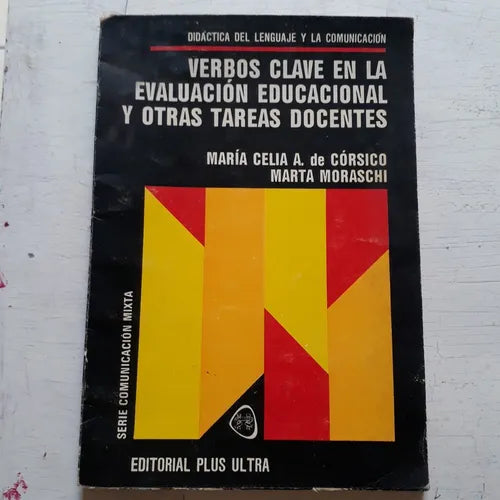 DIDÁCTICA DEL LENGUAJE Y LA COMUNICACIÓN
VERBOS CLAVE EN LA
EVALUACIÓN EDUCACIONAL
Y OTRAS TAREAS DOCENTES
MARÍA CELIA A. de CÓRSICO
MARTA MORASCHI
SERIE COMUNICACIÓN MIXTA
EDITORIAL PLUS ULTRA